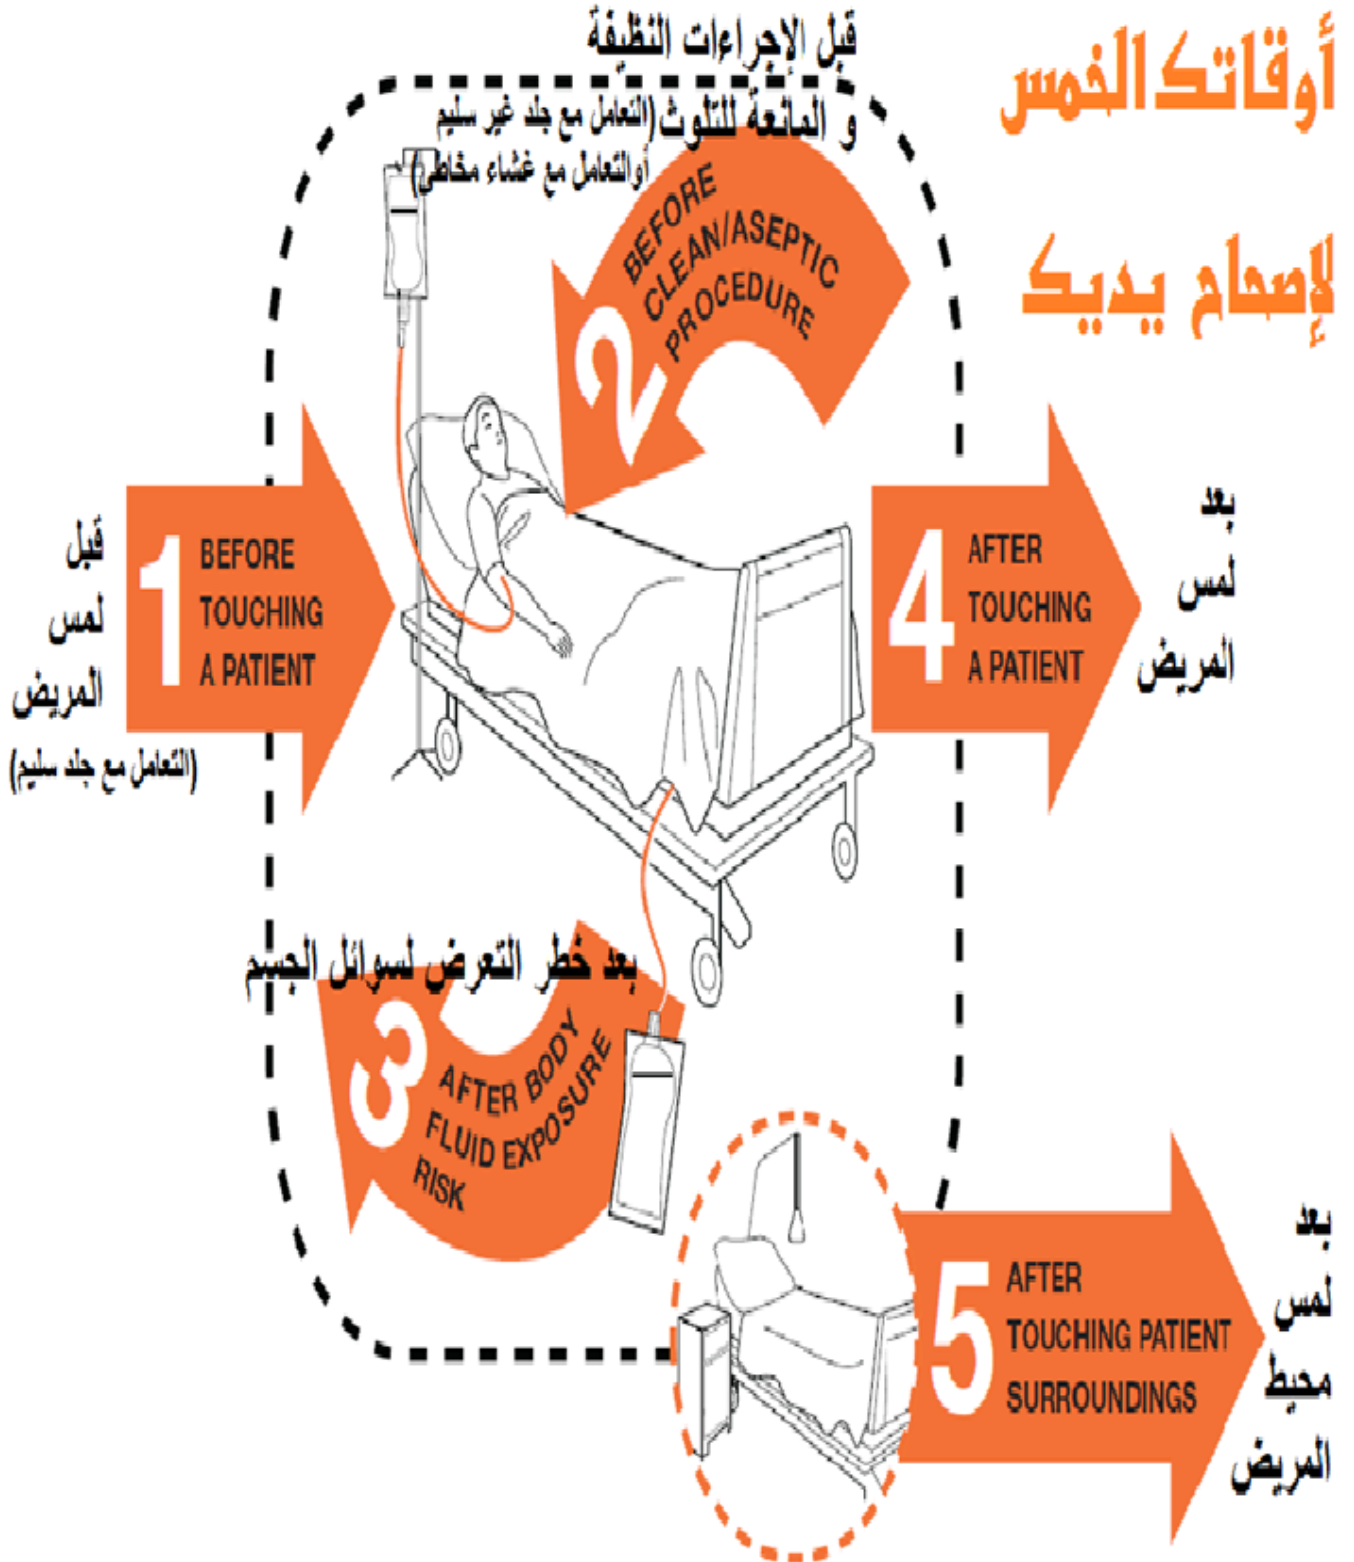 أوقاتك الخمس
لإصحاح يديك
قبل الإجراءات النظيفة
و المانعة للتلوث(التعامل مع جلد غير سليم
أوالتعامل مع غشاء مخاطي)
2
BEFORE
CLEAN/ASEPTIC
PROCEDURE
قبل
لمس
المريض
(التعامل مع جلد سليم)
1
BEFORE
TOUCHING
A PATIENT
4
AFTER
TOUCHING
A PATIENT
بعد
لمس
المريض
بعد خطر التعرض لسوائل الجسم
3
AFTER BODY
FLUID EXPOSURE
RISK
5
AFTER
TOUCHING PATIENT
SURROUNDINGS
بعد
لمس
محيط
المريض